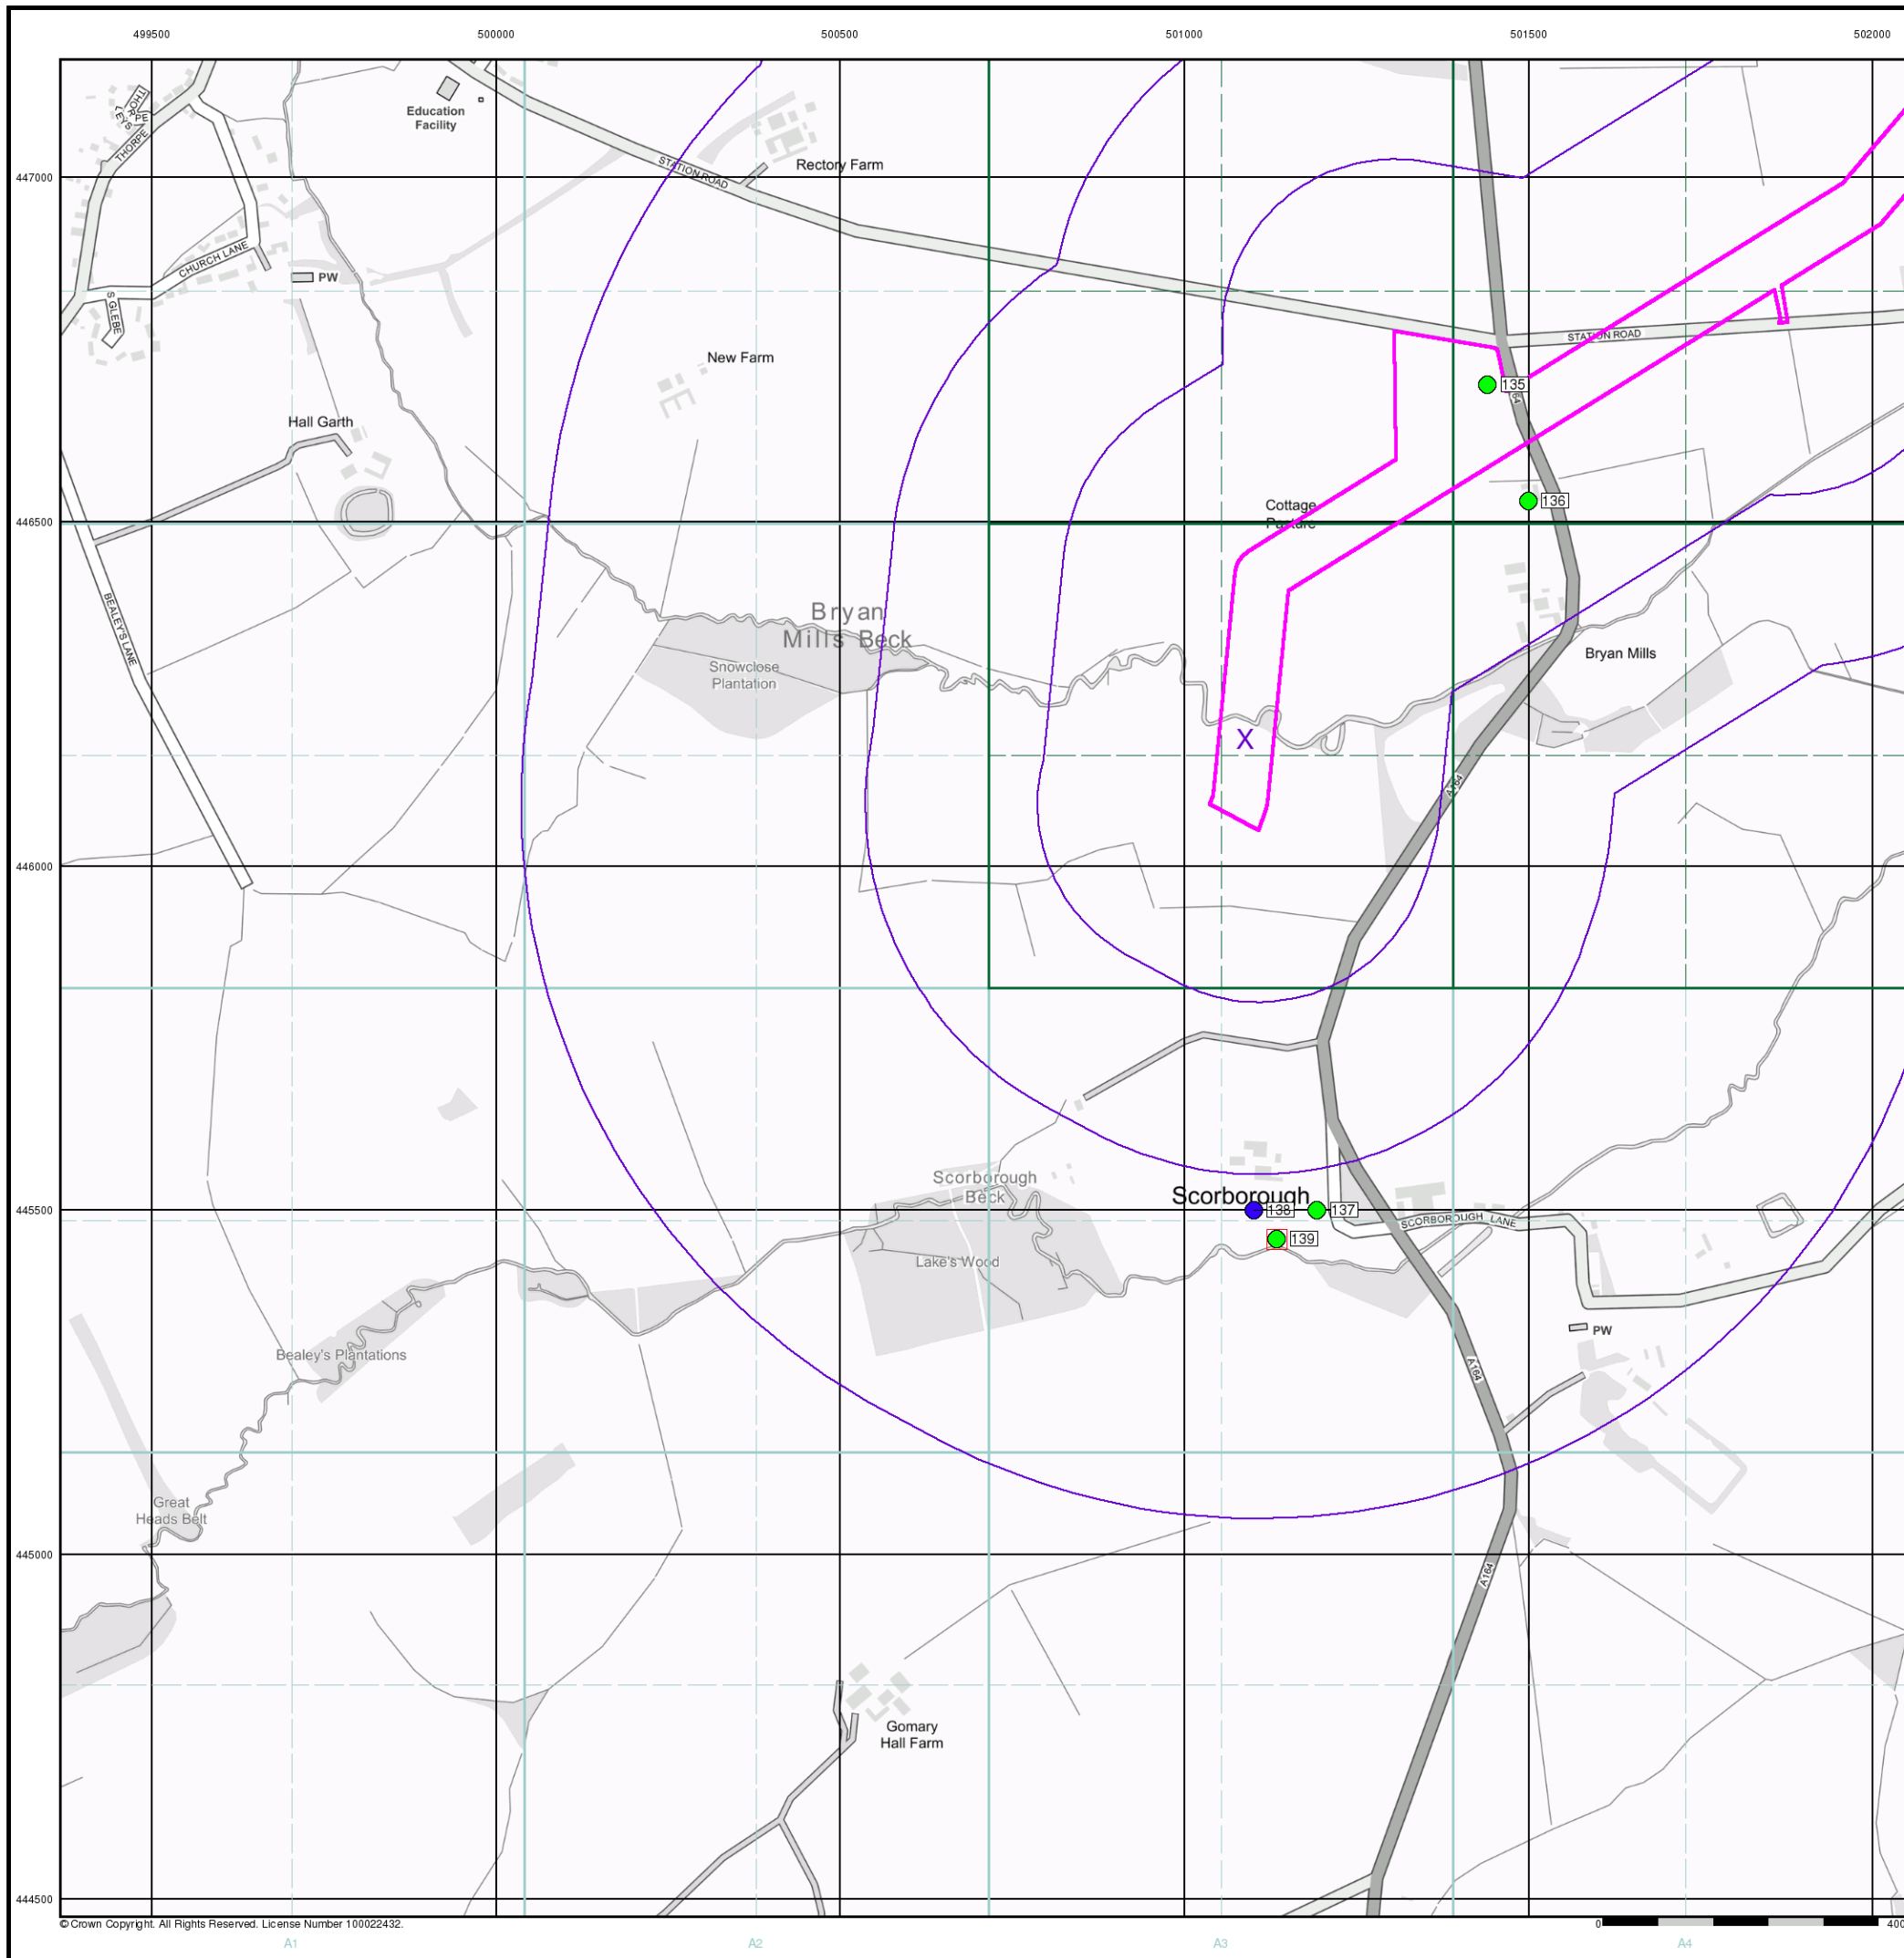 499500
500000
500500
501000
501500
502000
THORPE
LEYS
THORPE
Education
Facility
STATION ROAD
Rectory Farm
447000
CHURCH LANE
PW
S GLEBE
STATION ROAD
New Farm
135
Hall Garth
136
Cottage
Pasture
446500
BEALEY'S LANE
Bryan
Mills Beck
Snowclose
Plantation
Bryan Mills
X
A164
446000
Scorborough
Beck
Scorborough
445500
138
137
SCORBOROUGH LANE
139
Lake's Wood
PW
Bealey's Plantations
A164
Great
Heads Belt
445000
A164
Gomary
Hall Farm
444500
© Crown Copyright. All Rights Reserved. License Number 100022432.
0
400
A1
A2
A3
A4